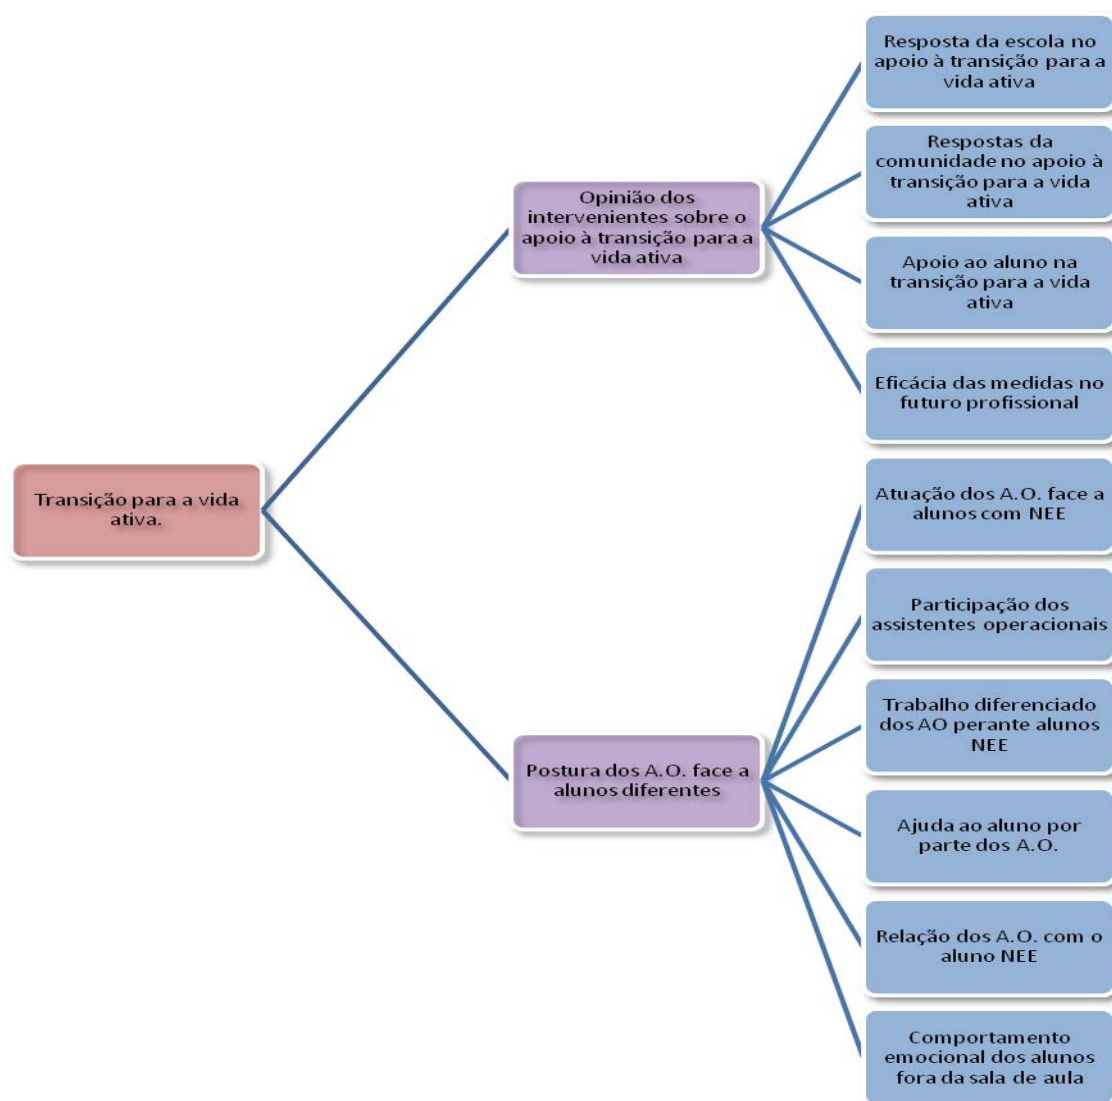 Transição para a vida
ativa.
Opinião dos
intervenientes sobre o
apoio à transição para a
vida ativa
Resposta da escola no
apoio à transição para a
vida ativa
Respostas da
comunidade no apoio à
transição para a vida
ativa
Apoio ao aluno na
transição para a vida
ativa
Eficácia das medidas no
futuro profissional
Postura dos A.O. face a
alunos diferentes
Atuação dos A.O. face a
alunos com NEE
Participação dos
assistentes operacionais
Trabalho diferenciado
dos AO perante alunos
NEE
Ajuda ao aluno por
parte dos A.O.
Relação dos A.O. com o
aluno NEE
Comportamento
emocional dos alunos
fora da sala de aula